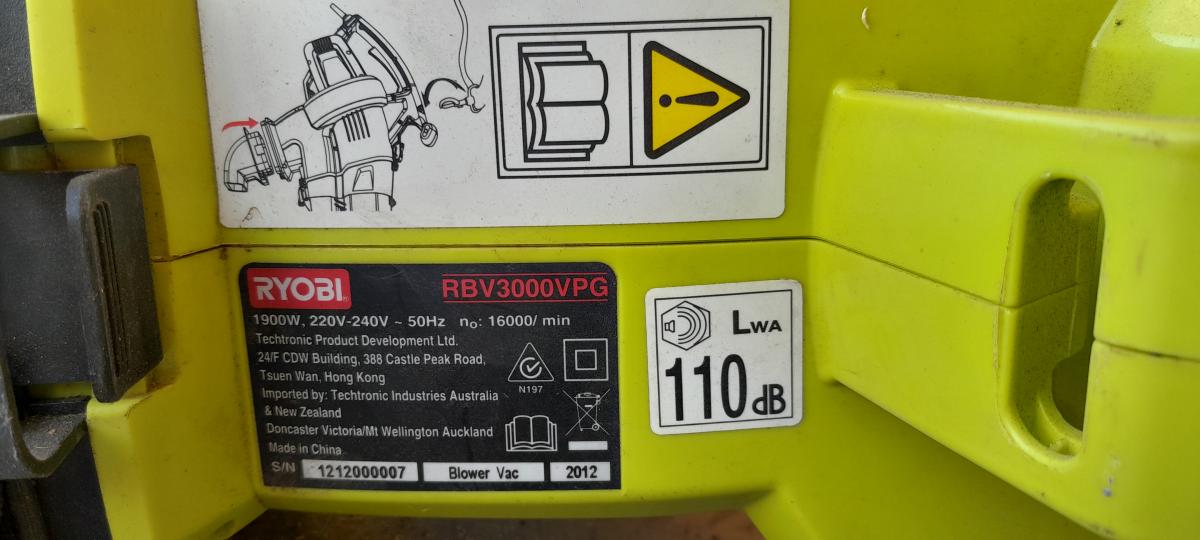 RYOBI RBV3000VPG
1900W, 220V-240V ~ 50Hz n₀: 16000/ min
Techtronic Product Development Ltd.
24/F CDW Building, 388 Castle Peak Road,
Tsuen Wan, Hong Kong
Imported by: Techtronic Industries Australia
& New Zealand
Doncaster Victoria/Mt Wellington Auckland
Made in China
S/N 1212000007 Blower Vac 2012
N197
LWA
110 dB